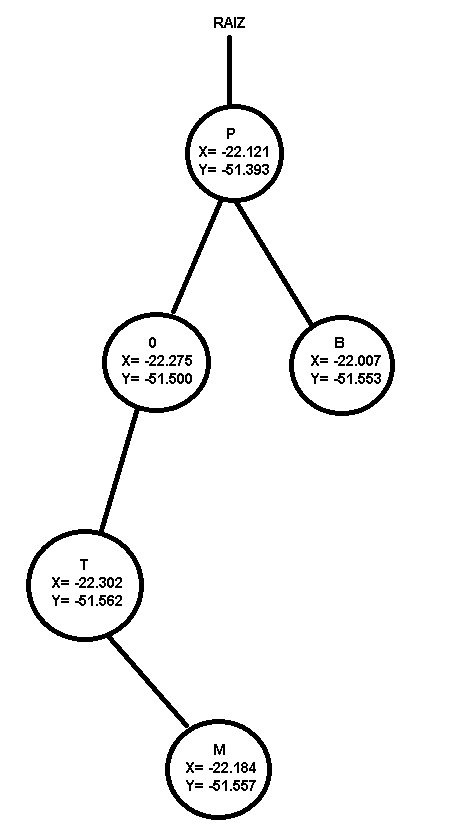 RAIZ
P
X= -22.121
Y= -51.393
0
X= -22.275
Y= -51.500
B
X= -22.007
Y= -51.553
T
X= -22.302
Y= -51.562
M
X= -22.184
Y= -51.557